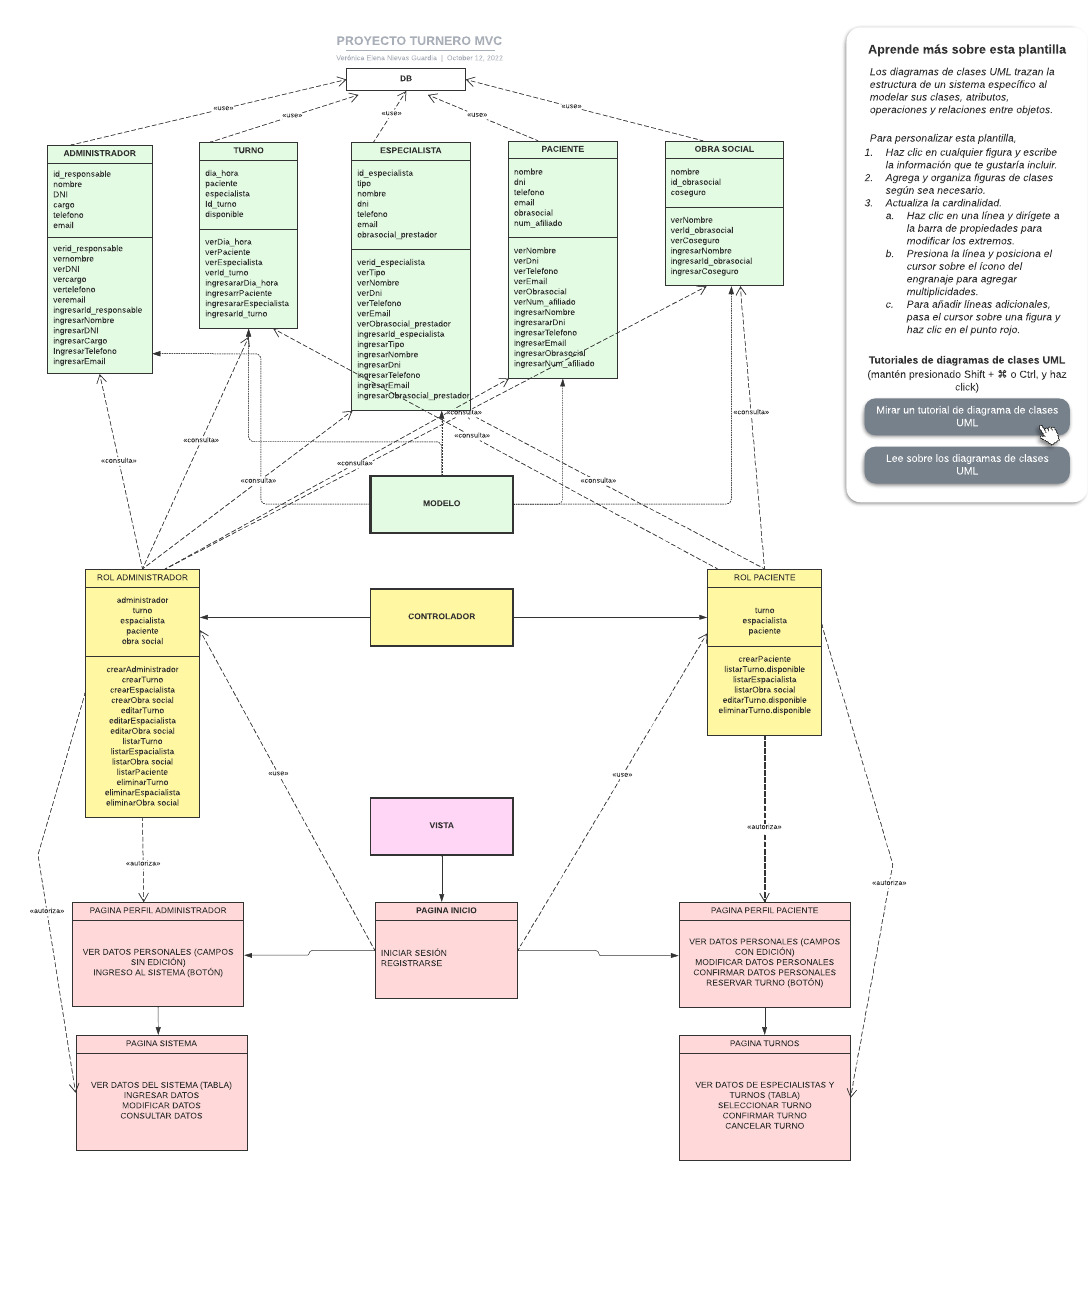 PROYECTO TURNERO MVC
Verónica Elena Nievas Guardia | October 12, 2022
DB
«use»
«use»
«use»
«use»
«use»
ADMINISTRADOR
id_responsable
nombre
DNI
cargo
telefono
email
verid_responsable
vernombre
verDNI
vercargo
vertelefono
veremail
ingresarId_responsable
ingresarNombre
ingresarDNI
ingresarCargo
IngresarTelefono
ingresarEmail
TURNO
dia_hora
paciente
especialista
Id_turno
disponible
verDia_hora
verPaciente
verEspecialista
verId_turno
ingresararDia_hora
ingresarrPaciente
ingresararEspecialista
ingresarId_turno
ESPECIALISTA
id_especialista
tipo
nombre
dni
telefono
email
obrasocial_prestador
verid_especialista
verTipo
verNombre
verDni
verTelefono
verEmail
verObrasocial_prestador
ingresarId_especialista
ingresarTipo
ingresarNombre
ingresarDni
ingresarTelefono
ingresarEmail
ingresarObrasocial_prestador
PACIENTE
nombre
dni
telefono
email
obrasocial
num_afiliado
verNombre
verDni
verTelefono
verEmail
verObrasocial
verNum_afiliado
ingresarNombre
ingresararDni
ingresarTelefono
ingresarEmail
ingresarObrasocial
ingresarNum_afiliado
OBRA SOCIAL
nombre
id_obrasocial
coseguro
verNombre
verId_obrasocial
verCoseguro
ingresarNombre
ingresarId_obrasocial
ingresarCoseguro
«consulta»
«consulta»
«consulta»
«consulta»
«consulta»
«consulta»
«consulta»
«consulta»
MODELO
ROL ADMINISTRADOR
administrador
turno
espacialista
paciente
obra social
crearAdministrador
crearTurno
crearEspacialista
crearObra social
editarTurno
editarEspacialista
editarObra social
listarTurno
listarEspacialista
listarObra social
listarPaciente
eliminarTurno
eliminarEspacialista
eliminarObra social
CONTROLADOR
ROL PACIENTE
turno
espacialista
paciente
crearPaciente
listarTurno.disponible
listarEspacialista
listarObra social
editarTurno.disponible
eliminarTurno.disponible
«use»
«use»
VISTA
«autoriza»
«autoriza»
«autoriza»
«autoriza»
PAGINA PERFIL ADMINISTRADOR
VER DATOS PERSONALES (CAMPOS
SIN EDICIÓN)
INGRESO AL SISTEMA (BOTÓN)
PAGINA INICIO
INICIAR SESIÓN
REGISTRARSE
PAGINA PERFIL PACIENTE
VER DATOS PERSONALES (CAMPOS
CON EDICIÓN)
MODIFICAR DATOS PERSONALES
CONFIRMAR DATOS PERSONALES
RESERVAR TURNO (BOTÓN)
PAGINA SISTEMA
VER DATOS DEL SISTEMA (TABLA)
INGRESAR DATOS
MODIFICAR DATOS
CONSULTAR DATOS
PAGINA TURNOS
VER DATOS DE ESPECIALISTAS Y
TURNOS (TABLA)
SELECCIONAR TURNO
CONFIRMAR TURNO
CANCELAR TURNO
Aprende más sobre esta plantilla
Los diagramas de clases UML trazan la
estructura de un sistema específico al
modelar sus clases, atributos,
operaciones y relaciones entre objetos.
Para personalizar esta plantilla,
1. Haz clic en cualquier figura y escribe
la información que te gustaría incluir.
2. Agrega y organiza figuras de clases
según sea necesario.
3. Actualiza la cardinalidad.
a. Haz clic en una línea y dirígete a
la barra de propiedades para
modificar los extremos.
b. Presiona la línea y posiciona el
cursor sobre el ícono del
engranaje para agregar
multiplicidades.
c. Para añadir líneas adicionales,
pasa el cursor sobre una figura y
haz clic en el punto rojo.
Tutoriales de diagramas de clases UML
(mantén presionado Shift + ⌘ o Ctrl, y haz
click)
Mirar un tutorial de diagrama de clases
UML
Lee sobre los diagramas de clases
UML